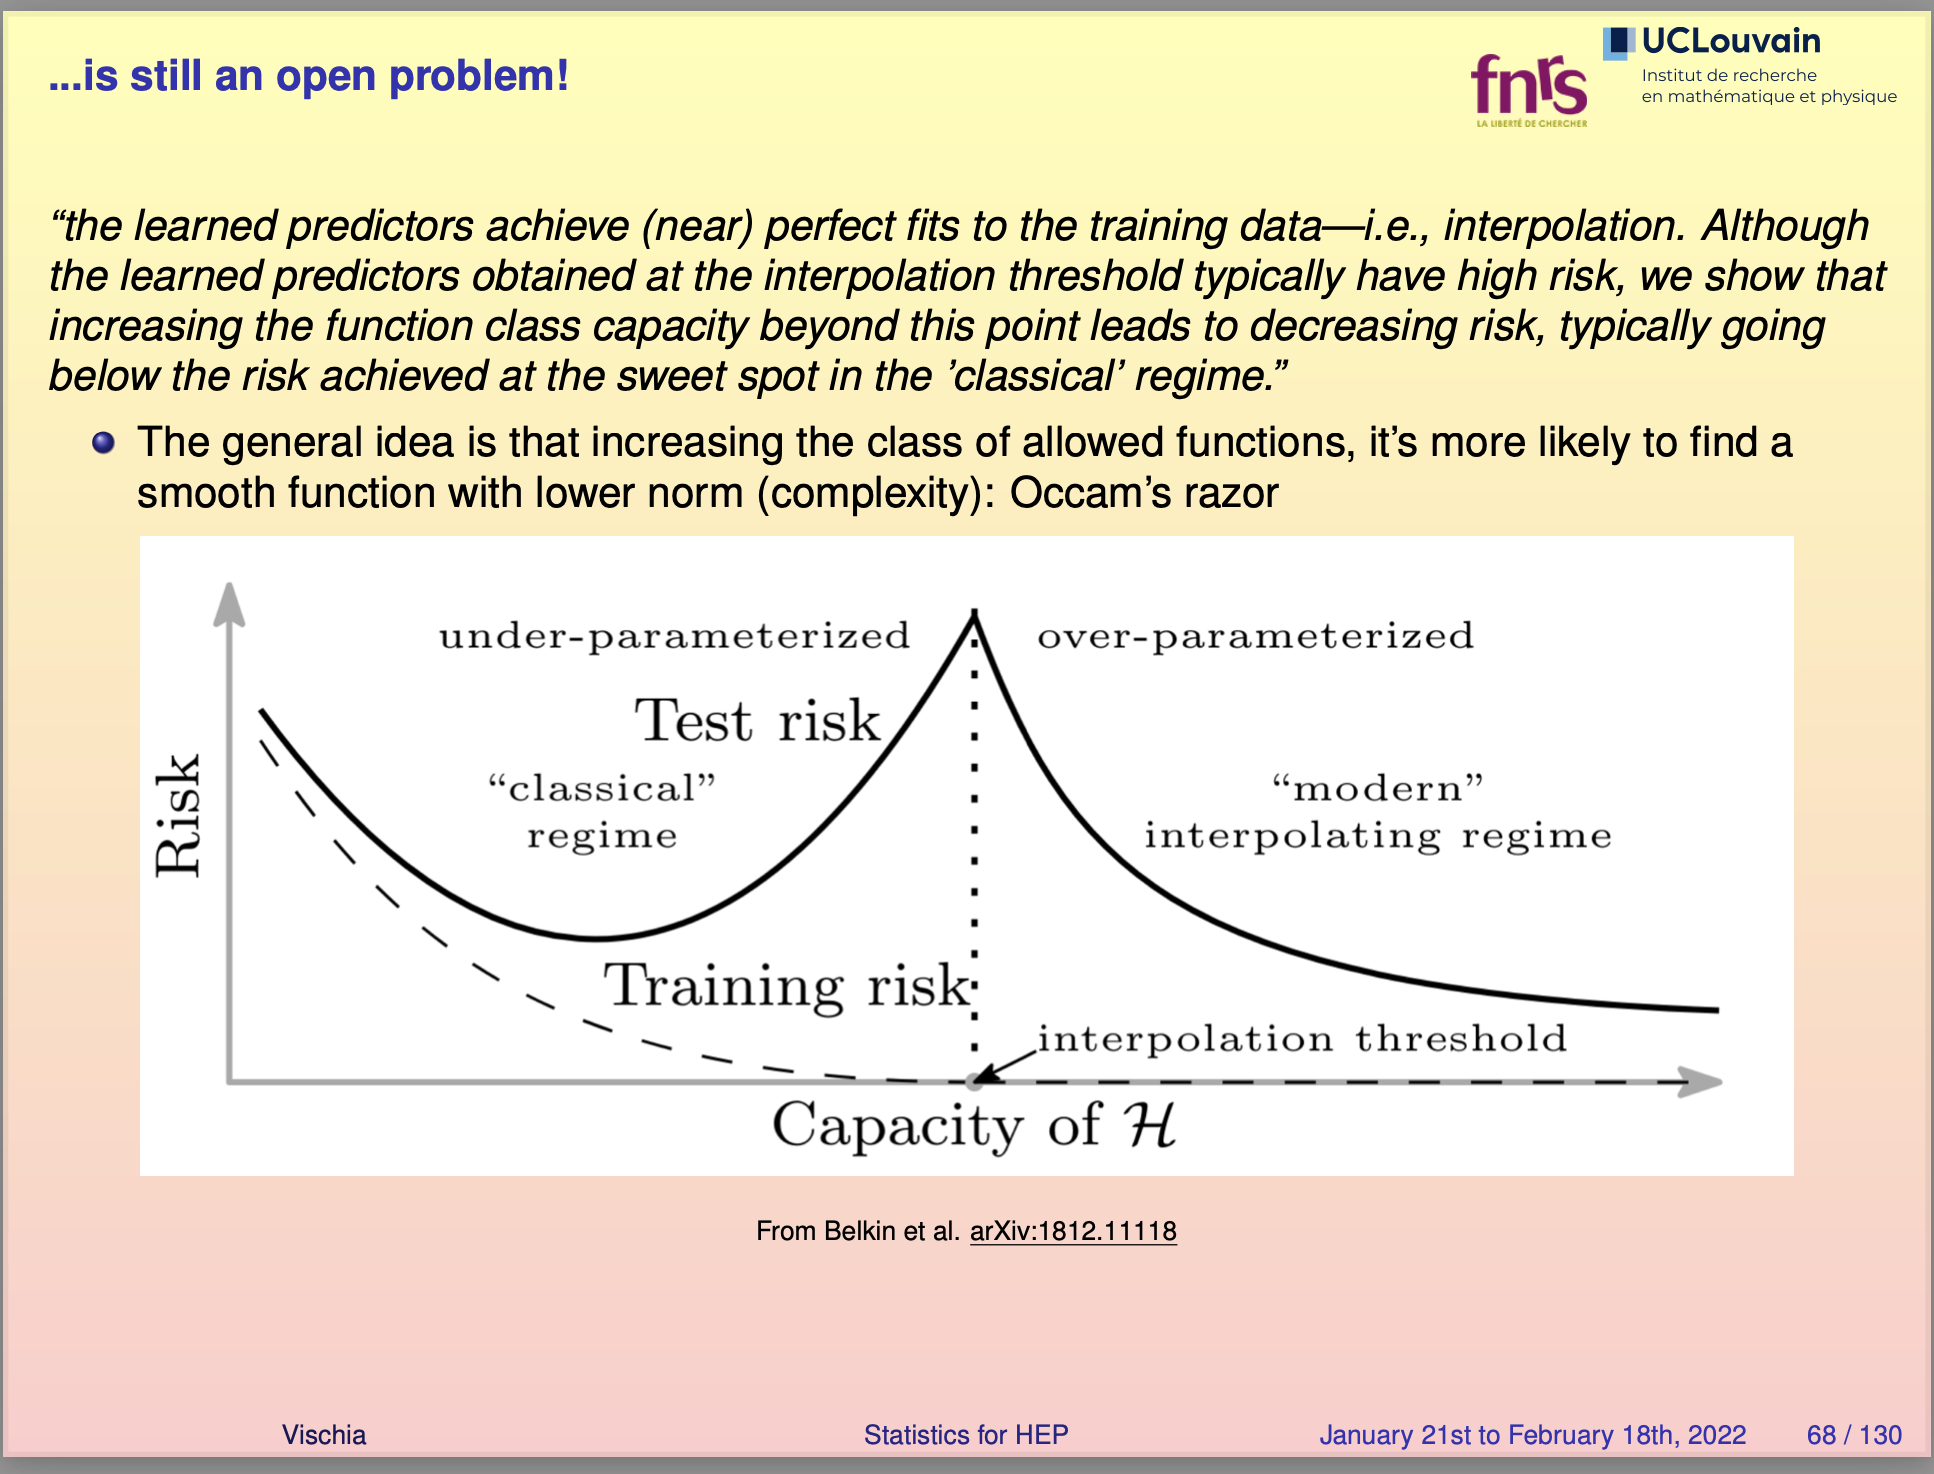 ...is still an open problem!
fnrs
LA LIBERTÉ DE CHERCHER
UCLouvain
Institut de recherche
en mathématique et physique
“the learned predictors achieve (near) perfect fits to the training data—i.e., interpolation. Although
the learned predictors obtained at the interpolation threshold typically have high risk, we show that
increasing the function class capacity beyond this point leads to decreasing risk, typically going
below the risk achieved at the sweet spot in the ’classical’ regime.”
The general idea is that increasing the class of allowed functions, it’s more likely to find a
smooth function with lower norm (complexity): Occam’s razor
under-parameterized
over-parameterized
Test risk
“classical”
regime
“modern”
interpolating regime
Risk
Training risk
interpolation threshold
Capacity of ℋ
From Belkin et al. arXiv:1812.11118
Vischia
Statistics for HEP
January 21st to February 18th, 2022
68 / 130